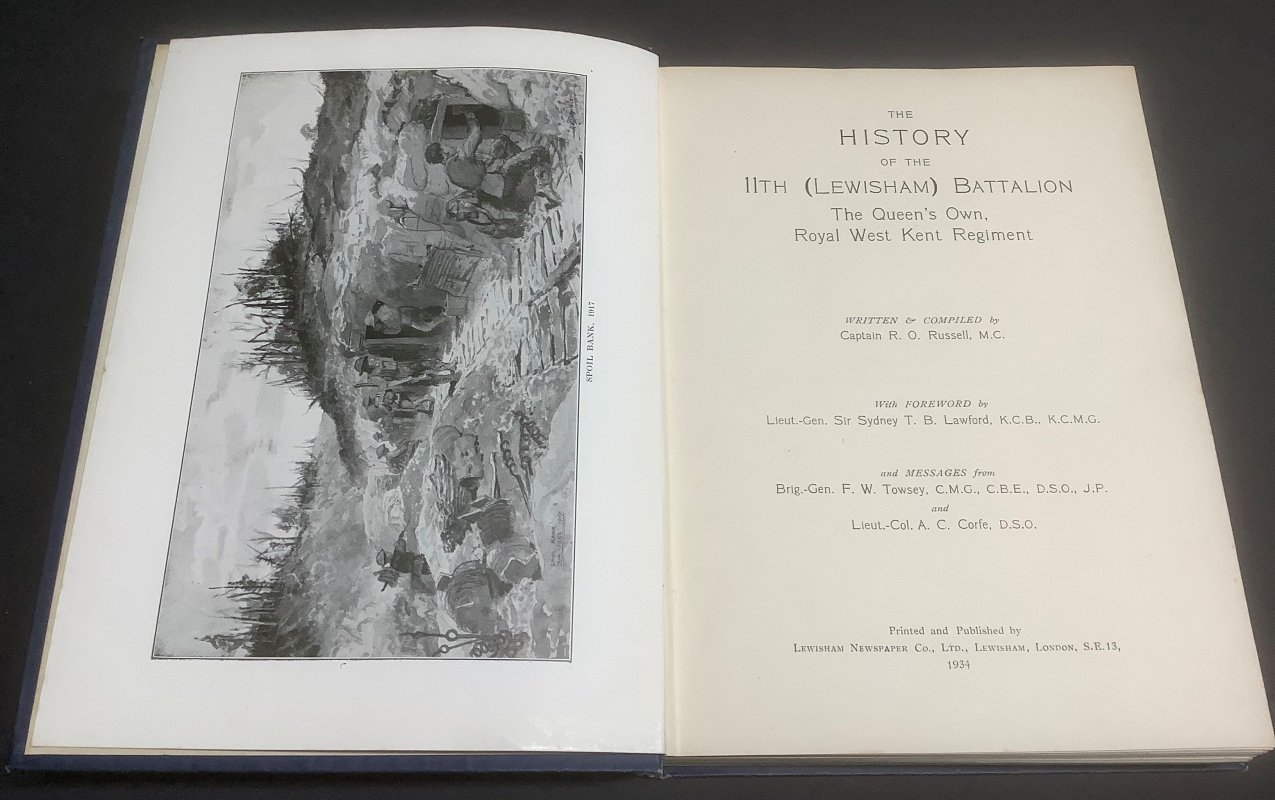 SPOIL BANK, 1917
THE
HISTORY
OF THE
11TH (LEWISHAM) BATTALION
The Queen's Own,
Royal West Kent Regiment
WRITTEN & COMPILED by
Captain R. O. Russell, M.C.
With FOREWORD by
Lieut.-Gen. Sir Sydney T. B. Lawford, K.C.B., K.C.M.G.
and MESSAGES from
Brig.-Gen. F. W. Towsey, C.M.G., C.B.E., D.S.O., J.P.
and
Lieut.-Col. A. C. Corfe, D.S.O.
Printed and Published by
LEWISHAM NEWSPAPER CO., LTD., LEWISHAM, LONDON, S.E.13,
1934